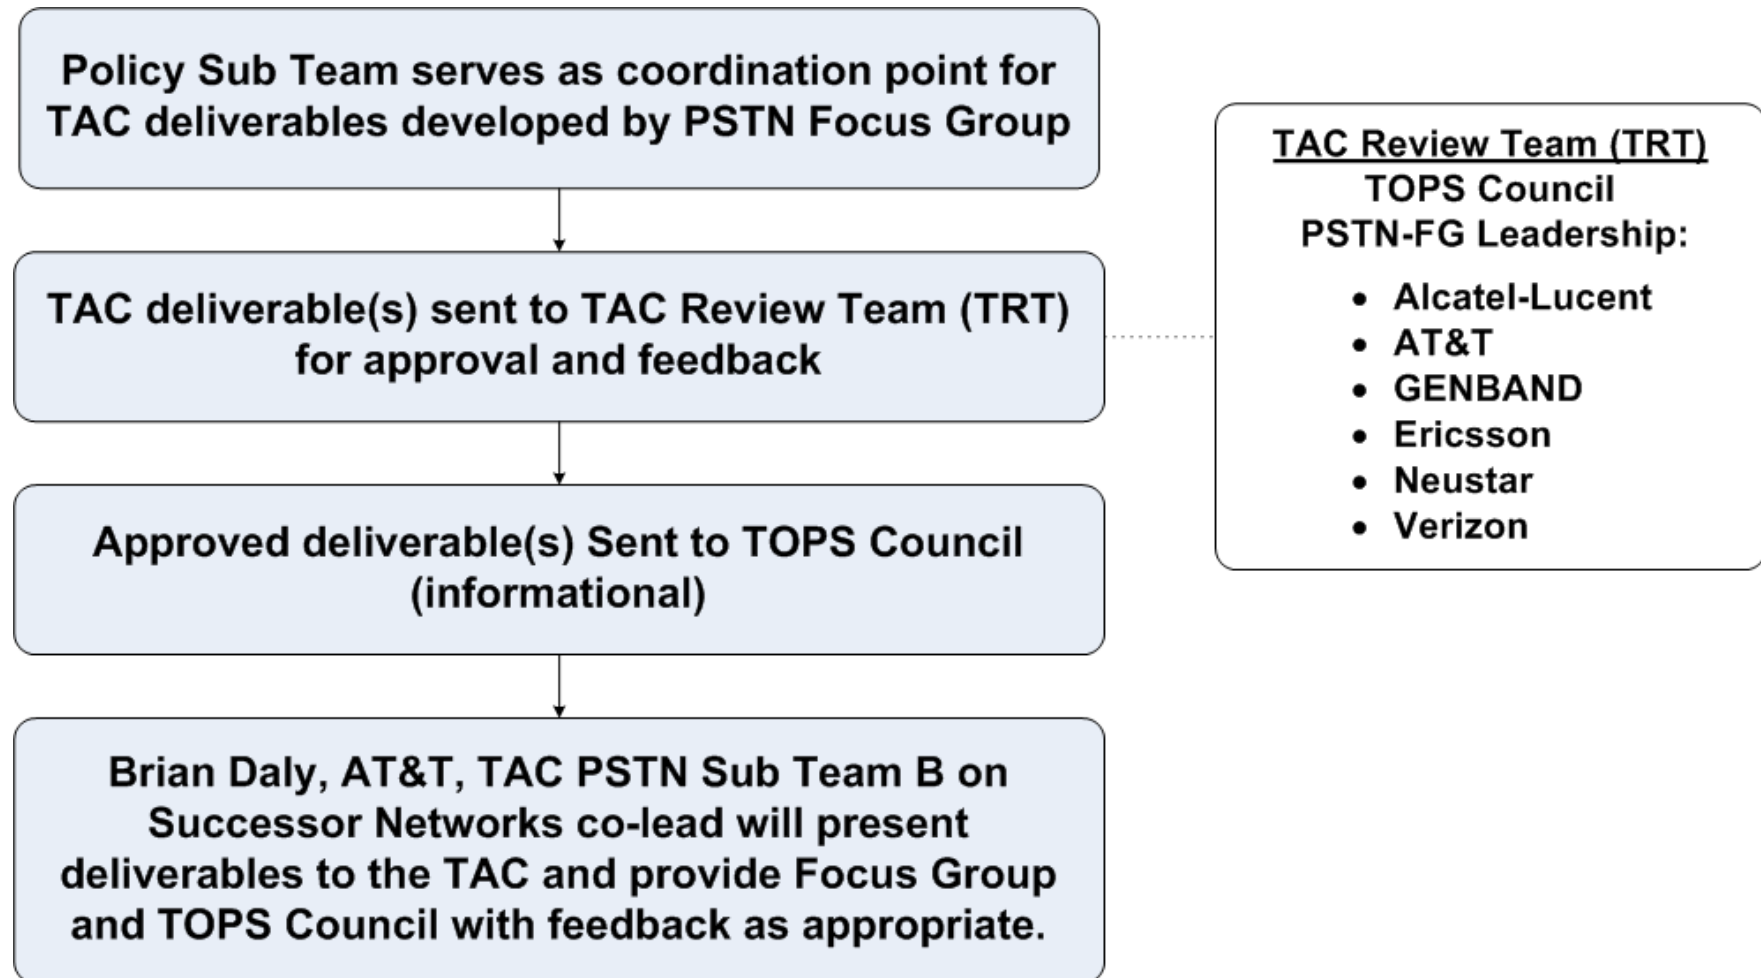 Policy Sub Team serves as coordination point for
TAC deliverables developed by PSTN Focus Group
TAC deliverable(s) sent to TAC Review Team (TRT)
for approval and feedback
Approved deliverable(s) Sent to TOPS Council
(informational)
Brian Daly, AT&T, TAC PSTN Sub Team B on
Successor Networks co-lead will present
deliverables to the TAC and provide Focus Group
and TOPS Council with feedback as appropriate.
TAC Review Team (TRT)
TOPS Council
PSTN-FG Leadership:
• Alcatel-Lucent
• AT&T
• GENBAND
• Ericsson
• Neustar
• Verizon